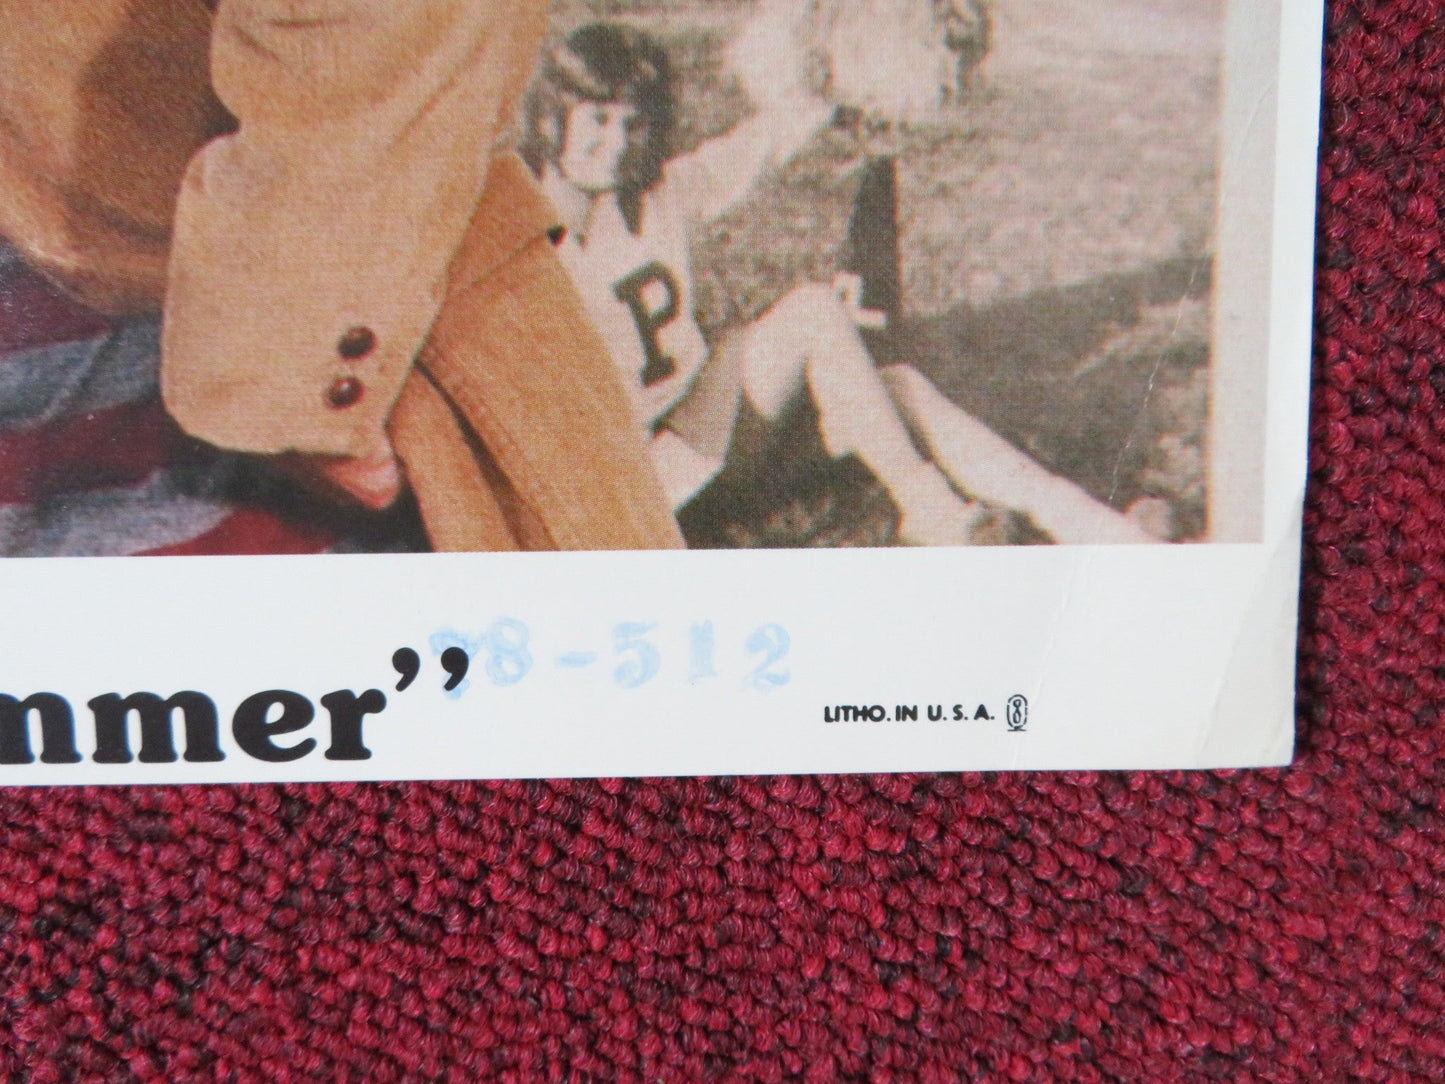 P
mmer’’
78-512
LITHO. IN U.S.A.